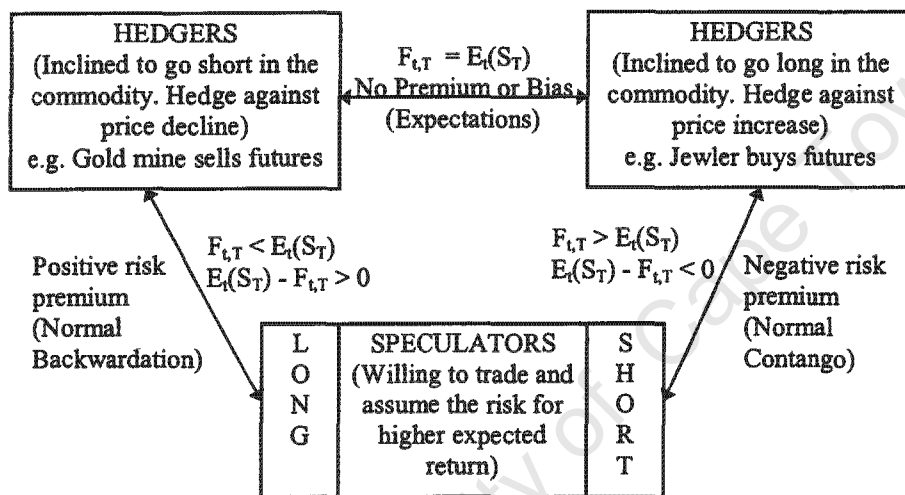 HEDGERS
(Inclined to go short in the
commodity. Hedge against
price decline)
e.g. Gold mine sells futures
F_{t,T} = E_t(S_T)
No Premium or Bias
(Expectations)
HEDGERS
(Inclined to go long in the
commodity. Hedge against
price increase)
e.g. Jewler buys futures
Positive risk
premium
(Normal
Backwardation)
F_{t,T} < E_t(S_T)
E_t(S_T) - F_{t,T} > 0
F_{t,T} > E_t(S_T)
E_t(S_T) - F_{t,T} < 0
Negative risk
premium
(Normal
Contango)
L
O
N
G
SPECULATORS
(Willing to trade and
assume the risk for
higher expected
return)
S
H
O
R
T
of Cape